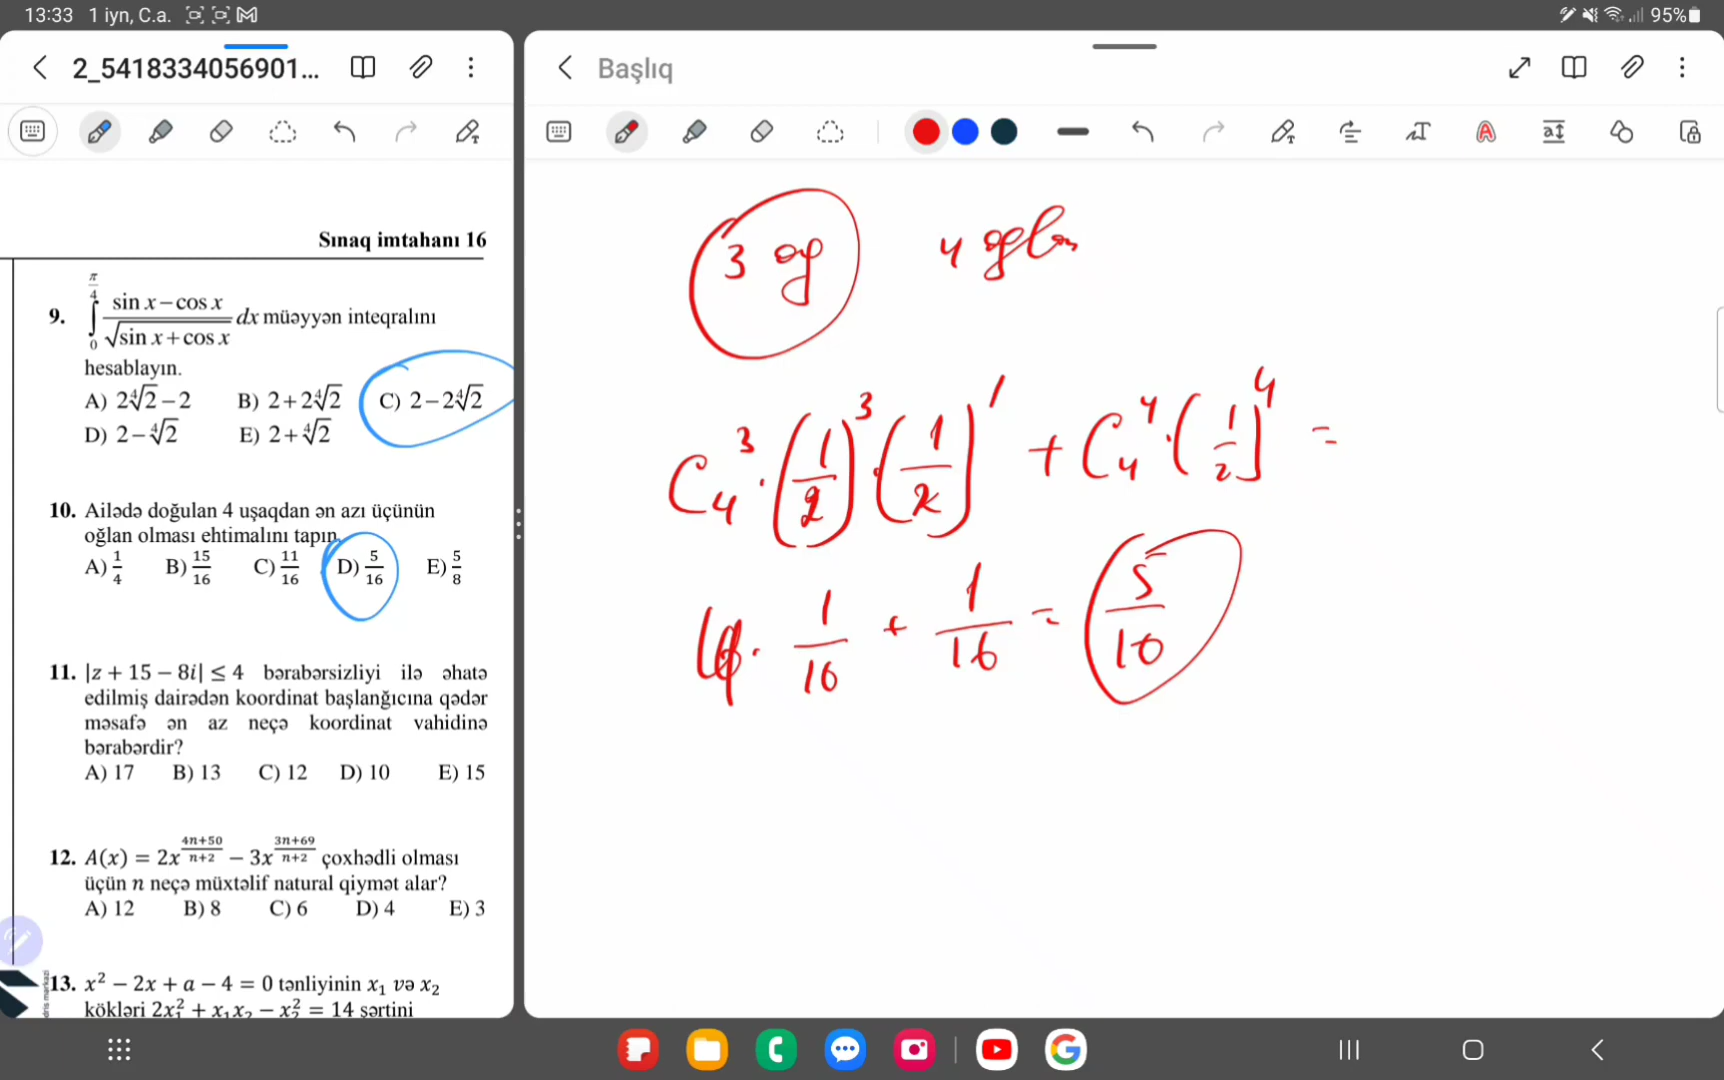 13:33 1 iyn, C.a. 95%
2_5418334056901...
Sınaq imtahanı 16
9. ∫₀^(π/4) (sin x – cos x)/√(sin x + cos x) dx müəyyən inteqralını
hesablayın.
A) 2∜2 – 2 B) 2+2∜2 C) 2–2∜2
D) 2–∜2 E) 2+∜2
10. Ailədə doğulan 4 uşaqdan ən azı üçünün
oğlan olması ehtimalını tapın.
A) 1/4 B) 15/16 C) 11/16 D) 5/16 E) 5/8
11. |z + 15 − 8i| ≤ 4 bərabərsizliyi ilə əhatə
edilmiş dairədən koordinat başlanğıcına qədər
məsafə ən az neçə koordinat vahidinə
bərabərdir?
A) 17 B) 13 C) 12 D) 10 E) 15
12. A(x) = 2x^((4n+50)/(n+2)) − 3x^((3n+69)/(n+2)) çoxhədli olması
üçün n neçə müxtəlif natural qiymət alar?
A) 12 B) 8 C) 6 D) 4 E) 3
13. x² − 2x + a − 4 = 0 tənliyinin x₁ və x₂
kökləri 2x₁² + x₁x₂ − x₂² = 14 şərtini
Başlıq
3 og 4 oglan
C₄³ · (1/2)³ · (1/2)¹ + C₄⁴ · (1/2)⁴ =
· 1/16 + 1/16 = 5/16